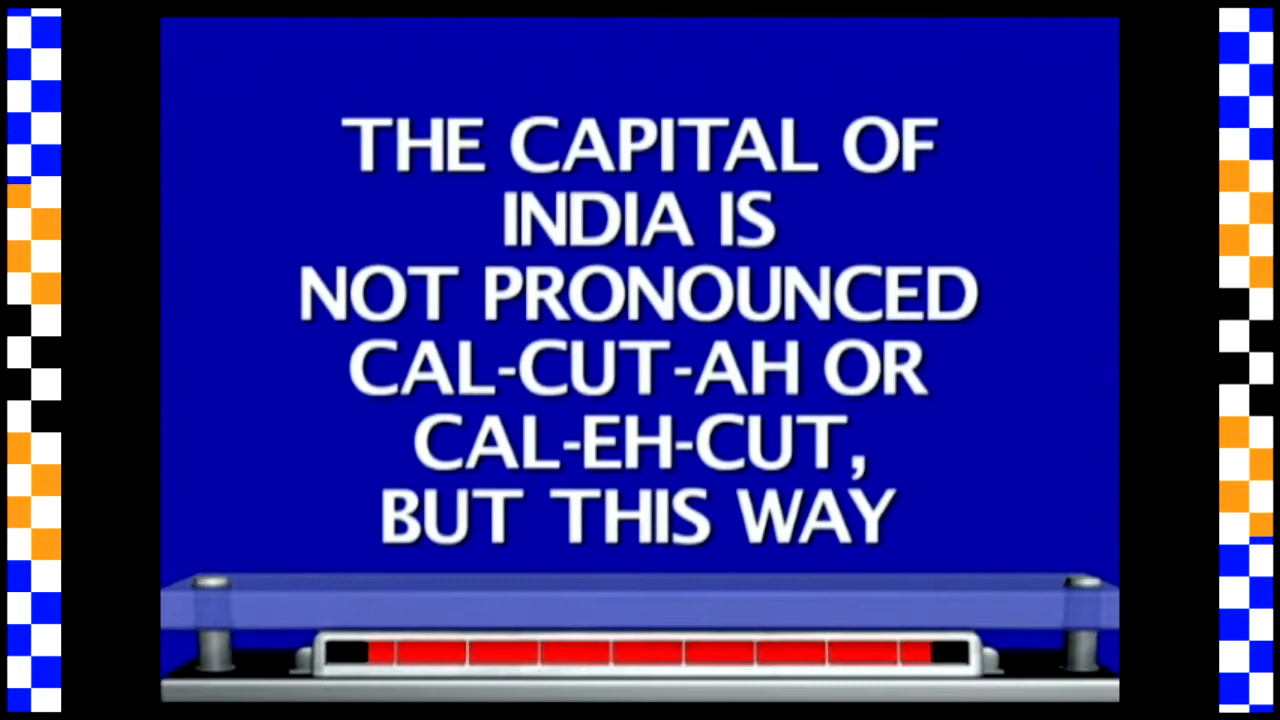 THE CAPITAL OF
INDIA IS
NOT PRONOUNCED
CAL-CUT-AH OR
CAL-EH-CUT,
BUT THIS WAY